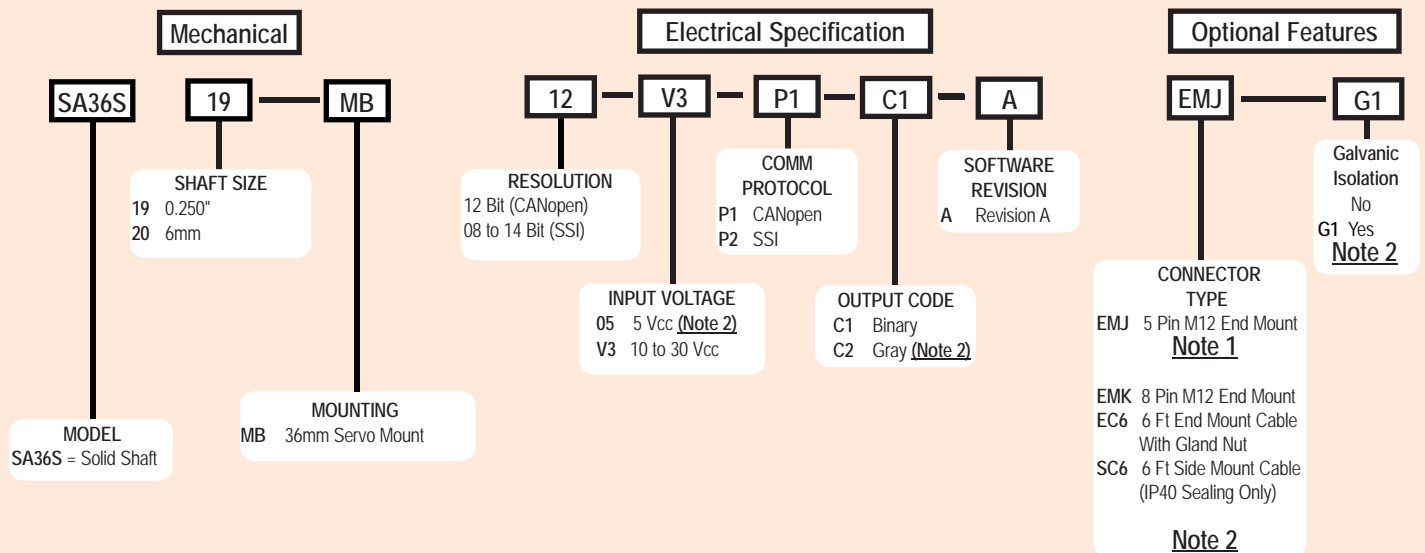 Mechanical
Electrical Specification
Optional Features
SA36S
19
MB
12
V3
P1
C1
A
EMJ
G1
SHAFT SIZE
19 0.250"
20 6mm
RESOLUTION
12 Bit (CANopen)
08 to 14 Bit (SSI)
COMM
PROTOCOL
P1 CANopen
P2 SSI
SOFTWARE
REVISION
A Revision A
Galvanic
Isolation
No
G1 Yes
Note 2
INPUT VOLTAGE
05 5 Vcc (Note 2)
V3 10 to 30 Vcc
OUTPUT CODE
C1 Binary
C2 Gray (Note 2)
CONNECTOR
TYPE
EMJ 5 Pin M12 End Mount
Note 1
EMK 8 Pin M12 End Mount
EC6 6 Ft End Mount Cable
With Gland Nut
SC6 6 Ft Side Mount Cable
(IP40 Sealing Only)
Note 2
MOUNTING
MB 36mm Servo Mount
MODEL
SA36S = Solid Shaft